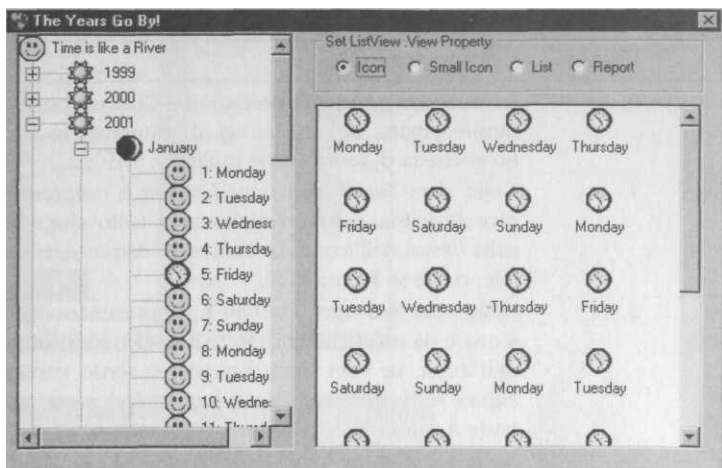 The Years Go By!
Time is like a River
1999
2000
2001
January
1: Monday
2: Tuesday
3: Wednesd
4: Thursday
5: Friday
6: Saturday
7: Sunday
8: Monday
9: Tuesday
10: Wednes
Set ListView .View Property
Icon Small Icon List Report
Monday Tuesday Wednesday Thursday
Friday Saturday Sunday Monday
Tuesday Wednesday Thursday Friday
Saturday Sunday Monday Tuesday